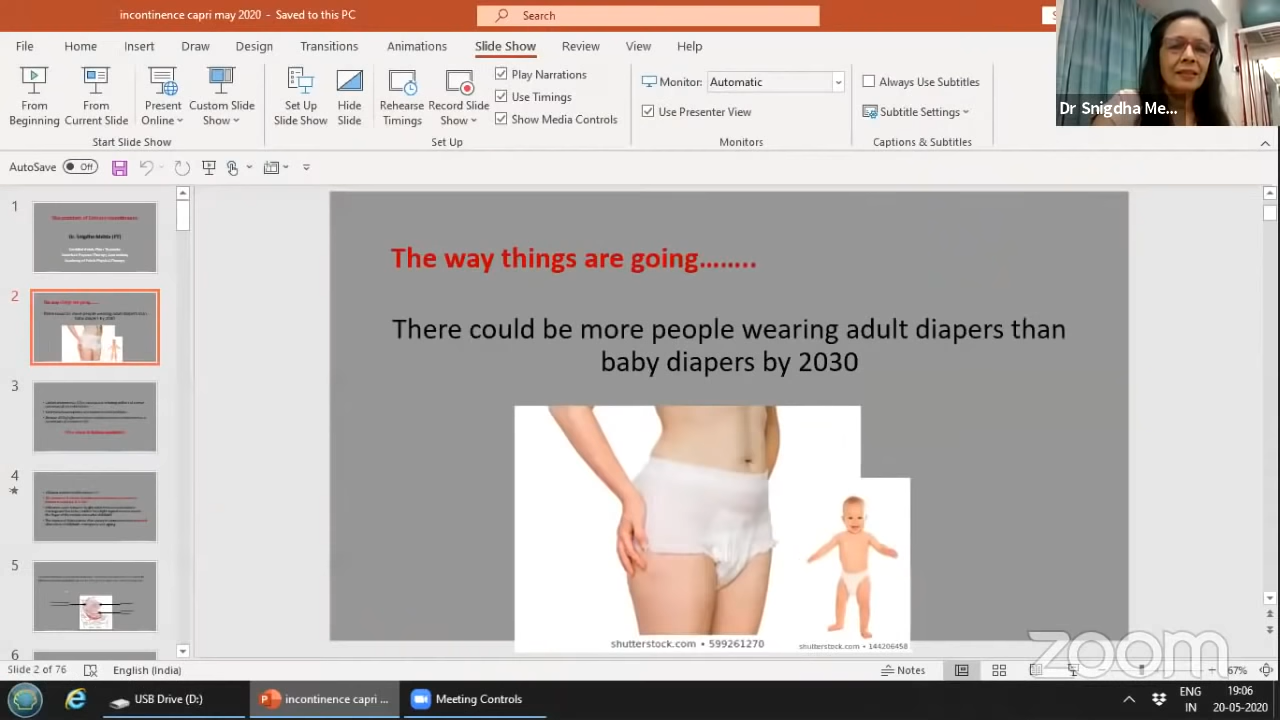 incontinence capri may 2020 - Saved to this PC
Search
File Home Insert Draw Design Transitions Animations Slide Show Review View Help
Dr Snigdha Me...
From Beginning
From Current Slide
Present Online
Custom Slide Show
Start Slide Show
Set Up Slide Show
Hide Slide
Rehearse Timings
Record Slide Show
Play Narrations
Use Timings
Show Media Controls
Set Up
Monitor: Automatic
Use Presenter View
Monitors
Always Use Subtitles
Subtitle Settings
Captions & Subtitles
AutoSave Off
1
2
3
4
5
The way things are going........
There could be more people wearing adult diapers than
baby diapers by 2030
shutterstock.com • 599261270
shutterstock.com • 144206458
zoom
Slide 2 of 76 English (India) Notes 67%
USB Drive (D:) incontinence capri ... Meeting Controls
ENG
IN
19:06
20-05-2020